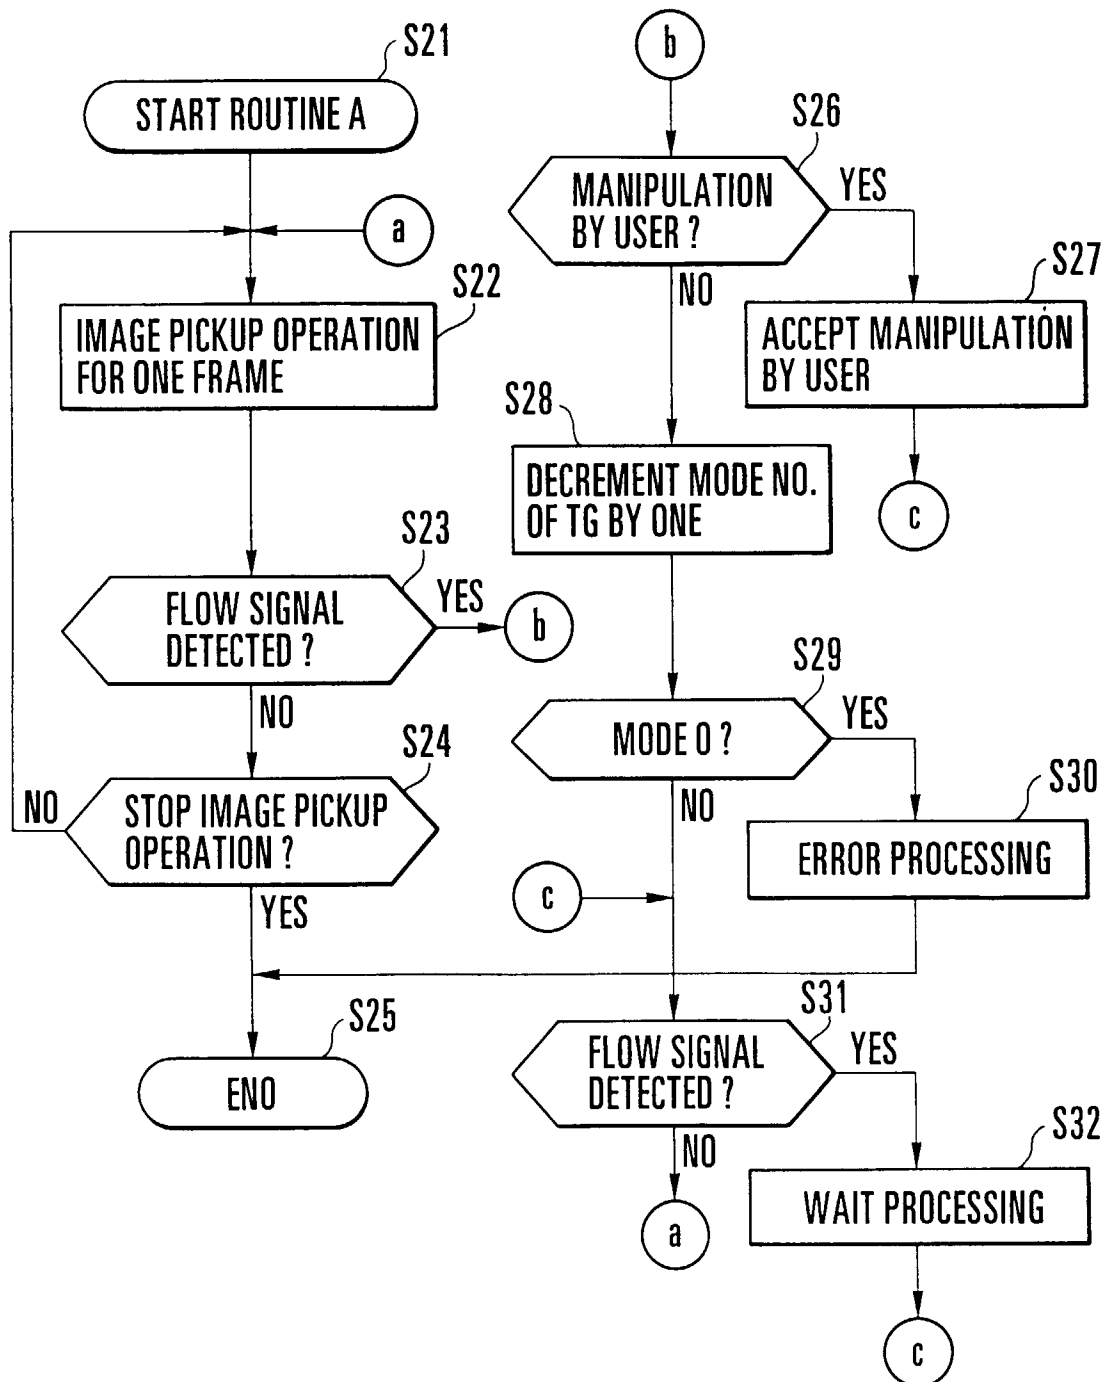 S21
START ROUTINE A
a
S22
IMAGE PICKUP OPERATION
FOR ONE FRAME
S23
FLOW SIGNAL
DETECTED ?
YES
b
NO
S24
STOP IMAGE PICKUP
OPERATION ?
NO
YES
S25
END
b
S26
MANIPULATION
BY USER ?
YES
NO
S27
ACCEPT MANIPULATION
BY USER
c
S28
DECREMENT MODE NO.
OF TG BY ONE
S29
MODE 0 ?
YES
NO
S30
ERROR PROCESSING
c
S31
FLOW SIGNAL
DETECTED ?
YES
NO
a
S32
WAIT PROCESSING
c